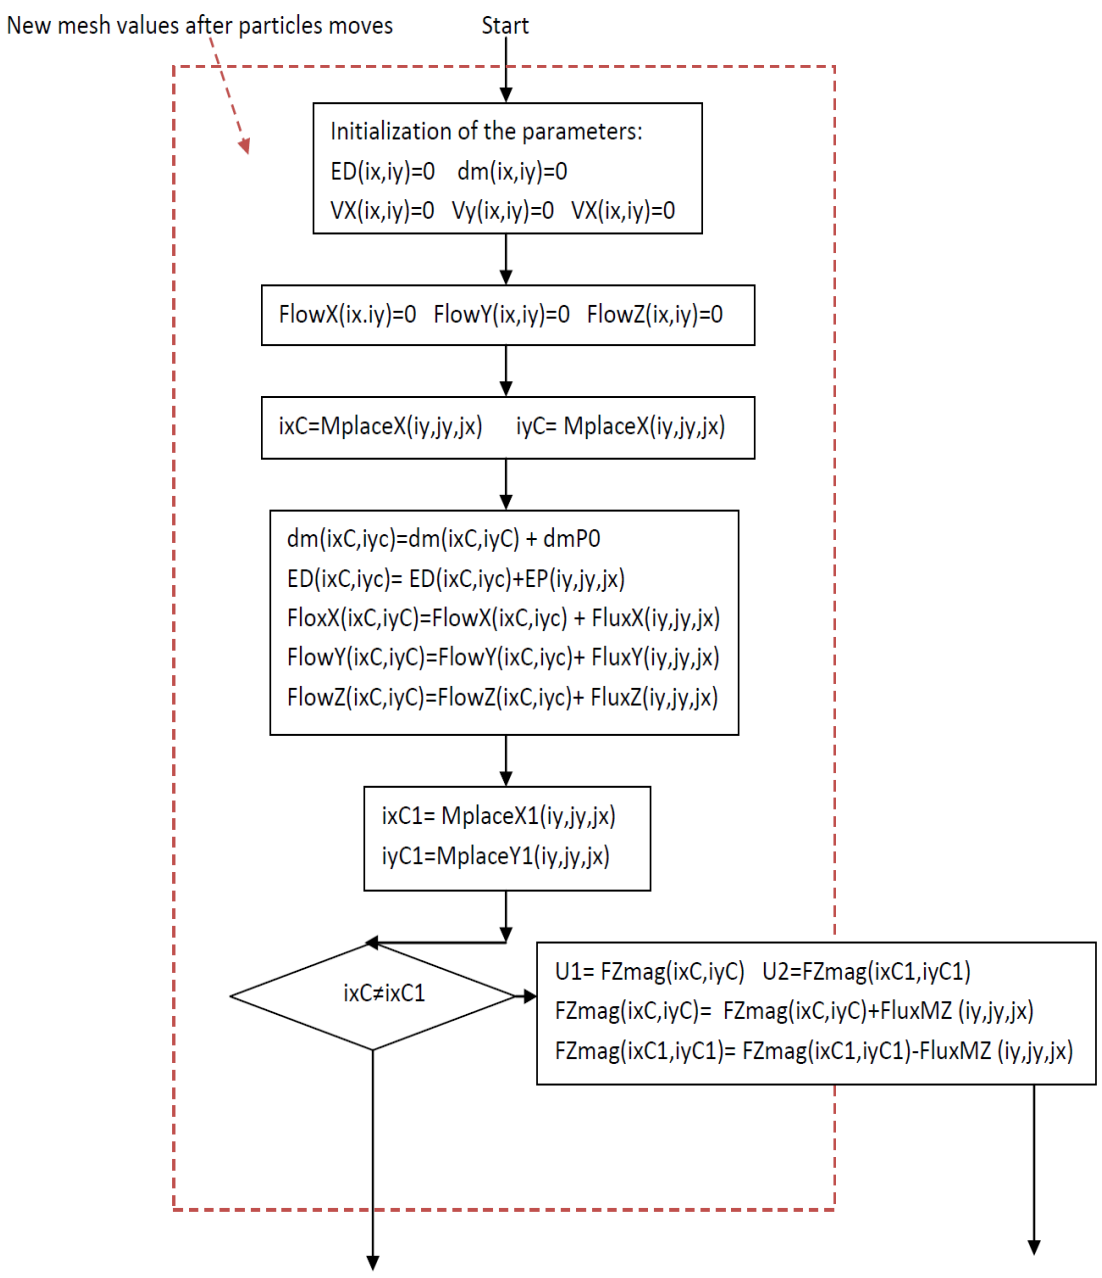 New mesh values after particles moves
Start
Initialization of the parameters:
ED(ix,iy)=0 dm(ix,iy)=0
VX(ix,iy)=0 Vy(ix,iy)=0 VX(ix,iy)=0
FlowX(ix.iy)=0 FlowY(ix,iy)=0 FlowZ(ix,iy)=0
ixC=MplaceX(iy,jy,jx) iyC= MplaceX(iy,jy,jx)
dm(ixC,iyc)=dm(ixC,iyC) + dmP0
ED(ixC,iyc)= ED(ixC,iyc)+EP(iy,jy,jx)
FloxX(ixC,iyC)=FlowX(ixC,iyc) + FluxX(iy,jy,jx)
FlowY(ixC,iyC)=FlowY(ixC,iyc)+ FluxY(iy,jy,jx)
FlowZ(ixC,iyC)=FlowZ(ixC,iyc)+ FluxZ(iy,jy,jx)
ixC1= MplaceX1(iy,jy,jx)
iyC1=MplaceY1(iy,jy,jx)
ixC≠ixC1
U1= FZmag(ixC,iyC) U2=FZmag(ixC1,iyC1)
FZmag(ixC,iyC)= FZmag(ixC,iyC)+FluxMZ (iy,jy,jx)
FZmag(ixC1,iyC1)= FZmag(ixC1,iyC1)-FluxMZ (iy,jy,jx)